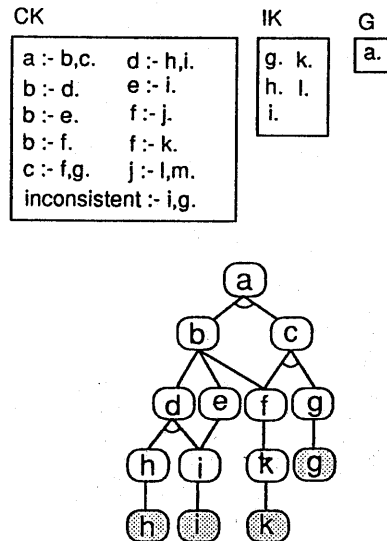 CK
IK
G
a :- b,c. d :- h,i.
b :- d. e :- i.
b :- e. f :- j.
b :- f. f :- k.
c :- f,g. j :- l,m.
inconsistent :- i,g.
g. k.
h. l.
i.
a.
a
b c
d e f g
h i k g
h i k